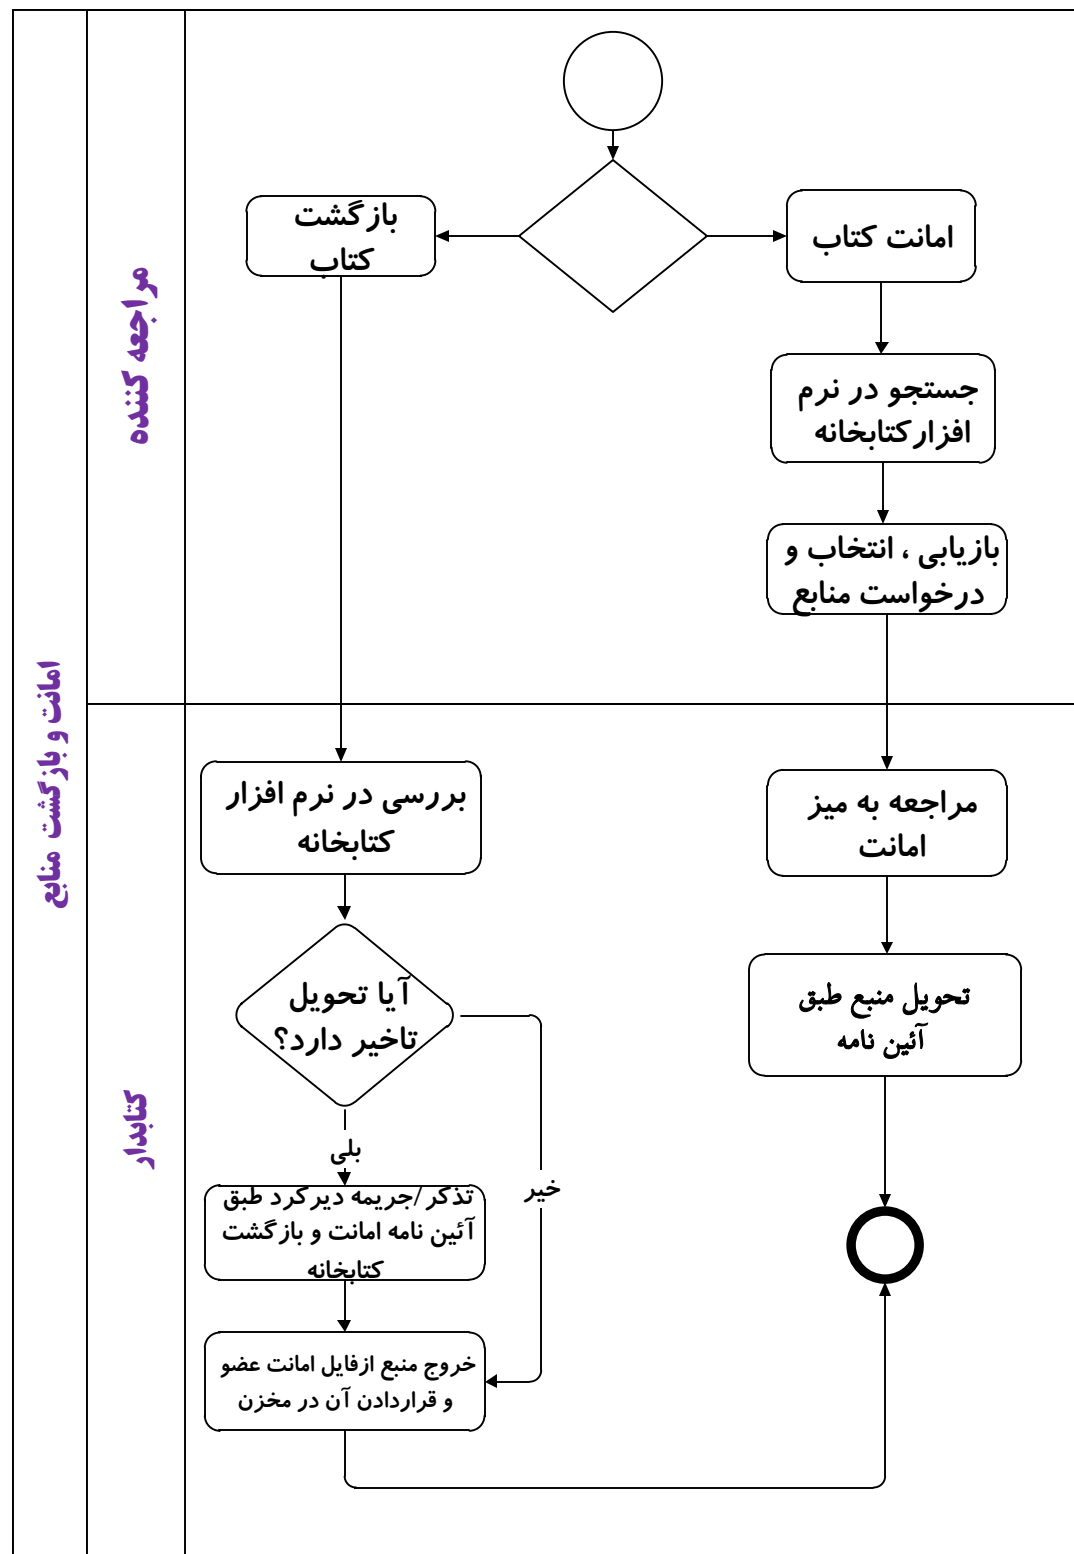 امانت و بازگشت منابع
مراجعه کننده
امانت کتاب
بازگشت
کتاب
جستجو در نرم
افزارکتابخانه
بازیابی ، انتخاب و
درخواست منابع
کتابدار
مراجعه به میز
امانت
تحویل منبع طبق
آئین نامه
بررسی در نرم افزار
کتابخانه
آیا تحویل
تاخیر دارد؟
بلی
خیر
تذکر/جریمه دیرکرد طبق
آئین نامه امانت و بازگشت
کتابخانه
خروج منبع ازفایل امانت عضو
و قراردادن آن در مخزن